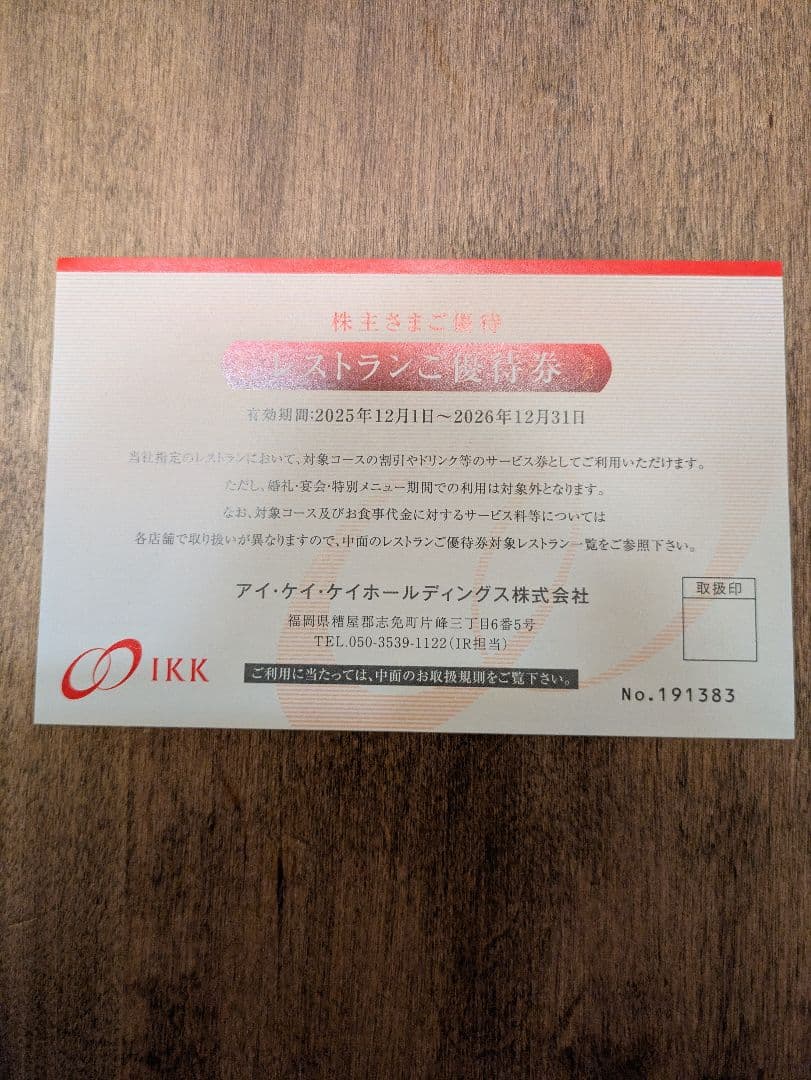 株主さまご優待
レストランご優待券
有効期間:2025年12月1日～2026年12月31日
当社指定のレストランにおいて、対象コースの割引やドリンク等のサービス券としてご利用いただけます。
ただし、婚礼・宴会・特別メニュー期間での利用は対象外となります。
なお、対象コース及びお食事代金に対するサービス料等については
各店舗で取り扱いが異なりますので、中面のレストランご優待券対象レストラン一覧をご参照下さい。
アイ・ケイ・ケイホールディングス株式会社
福岡県糟屋郡志免町片峰三丁目6番5号
TEL.050-3539-1122(IR担当)
ご利用に当たっては、中面のお取扱規則をご覧下さい。
IKK
取扱印
No.191383